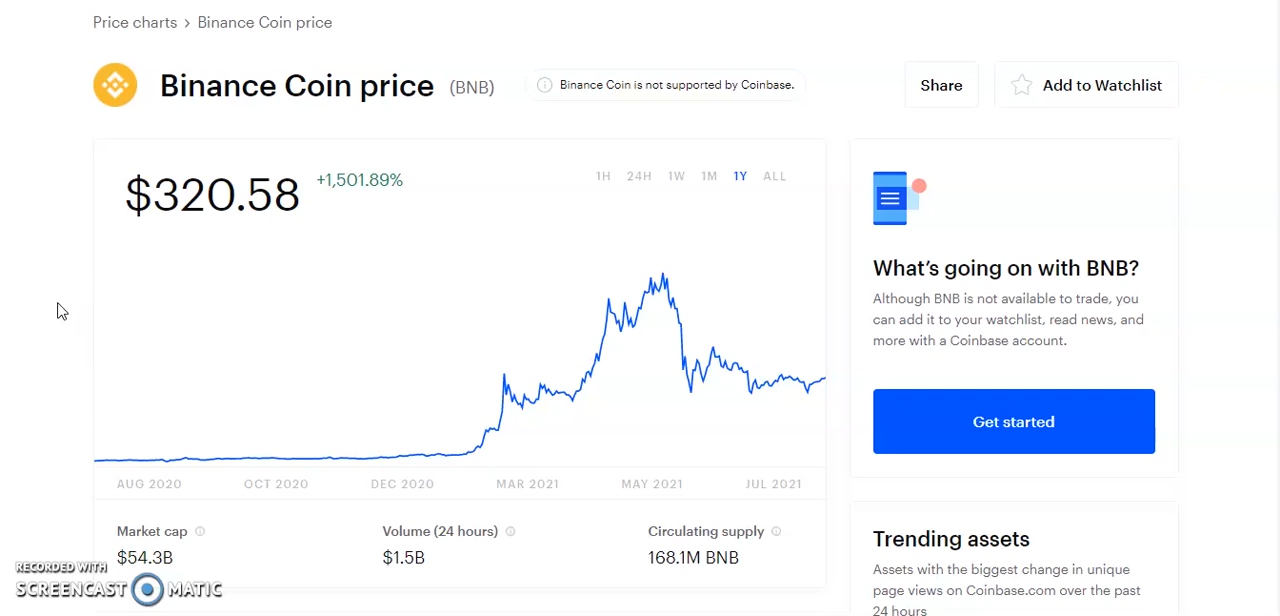 Price charts > Binance Coin price
Binance Coin price (BNB)
Binance Coin is not supported by Coinbase.
Share
Add to Watchlist
$320.58 +1,501.89%
1H 24H 1W 1M 1Y ALL
AUG 2020 OCT 2020 DEC 2020 MAR 2021 MAY 2021 JUL 2021
Market cap
$54.3B
Volume (24 hours)
$1.5B
Circulating supply
168.1M BNB
What's going on with BNB?
Although BNB is not available to trade, you
can add it to your watchlist, read news, and
more with a Coinbase account.
Get started
Trending assets
Assets with the biggest change in unique
page views on Coinbase.com over the past
24 hours
RECORDED WITH
SCREENCAST MATIC